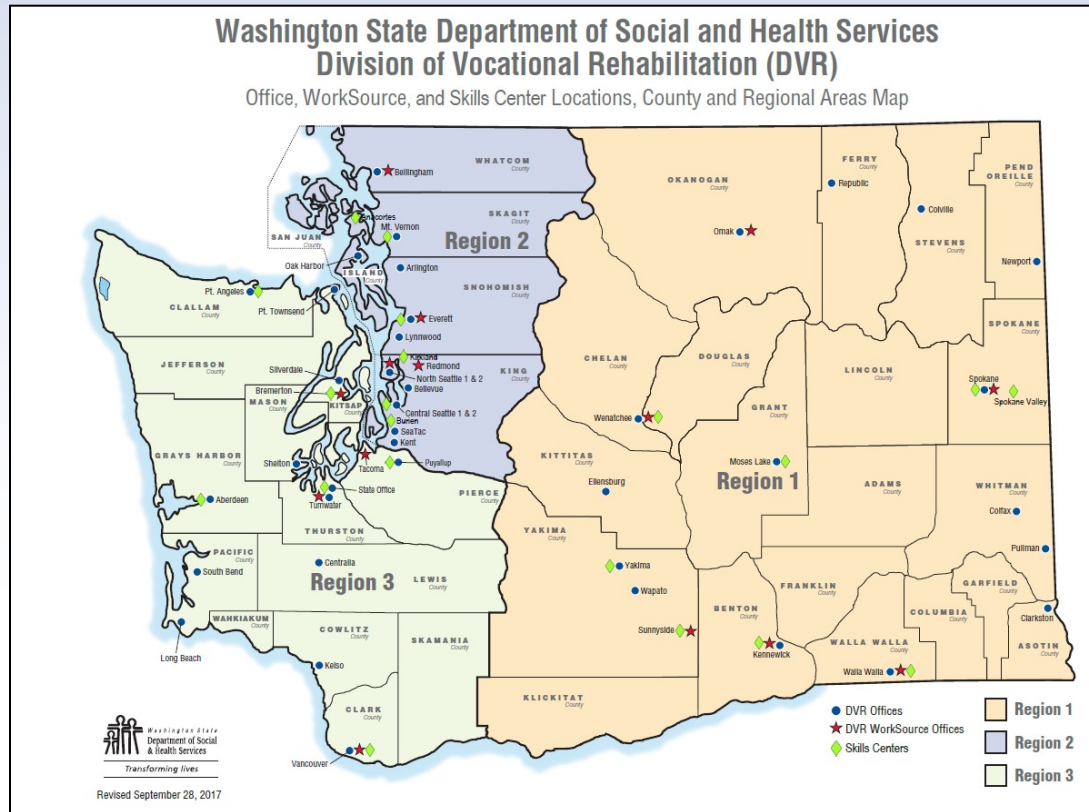 Washington State Department of Social and Health Services
Division of Vocational Rehabilitation (DVR)
Office, WorkSource, and Skills Center Locations, County and Regional Areas Map
WHATCOM
County
Bellingham
OKANOGAN
County
FERRY
County
Republic
PEND
OREILLE
County
Colville
STEVENS
County
Newport
SKAGIT
County
Anacortes
Mt. Vernon
Region 2
SAN JUAN
County
Oak Harbor
ISLAND
County
Arlington
SNOHOMISH
County
Omak
Pt. Angeles
CLALLAM
County
Pt. Townsend
Everett
Lynnwood
SPOKANE
County
JEFFERSON
County
Silverdale
Bremerton
MASON
County
KITSAP
County
Kirkland
Redmond
North Seattle 1 & 2
KING
County
Bellevue
Central Seattle 1 & 2
Burien
SeaTac
Kent
CHELAN
County
DOUGLAS
County
LINCOLN
County
Spokane
Spokane Valley
Wenatchee
GRANT
County
GRAYS HARBOR
County
Shelton
Tacoma
Puyallup
KITTITAS
County
Moses Lake
Region 1
ADAMS
County
WHITMAN
County
Aberdeen
State Office
Tumwater
PIERCE
County
Ellensburg
Colfax
THURSTON
County
YAKIMA
County
Pullman
PACIFIC
County
South Bend
Centralia
Region 3
LEWIS
County
Yakima
Wapato
BENTON
County
FRANKLIN
County
GARFIELD
County
COLUMBIA
County
Clarkston
WAHKIAKUM
County
COWLITZ
County
SKAMANIA
County
Sunnyside
Kennewick
WALLA WALLA
County
ASOTIN
County
Long Beach
Kelso
Walla Walla
KLICKITAT
County
CLARK
County
Vancouver
DVR Offices
DVR WorkSource Offices
Skills Centers
Region 1
Region 2
Region 3
Washington State
Department of Social
& Health Services
Transforming lives
Revised September 28, 2017